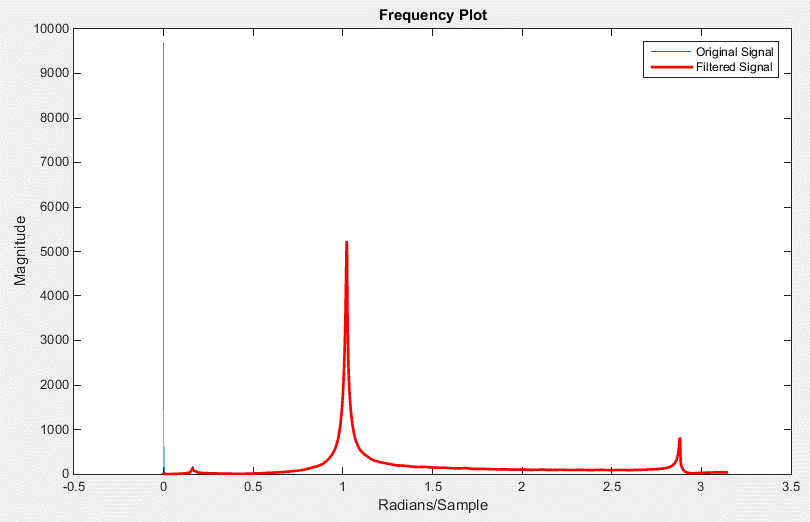 Frequency Plot
Original Signal
Filtered Signal
Magnitude
10000
9000
8000
7000
6000
5000
4000
3000
2000
1000
0
-0.5 0 0.5 1 1.5 2 2.5 3 3.5
Radians/Sample